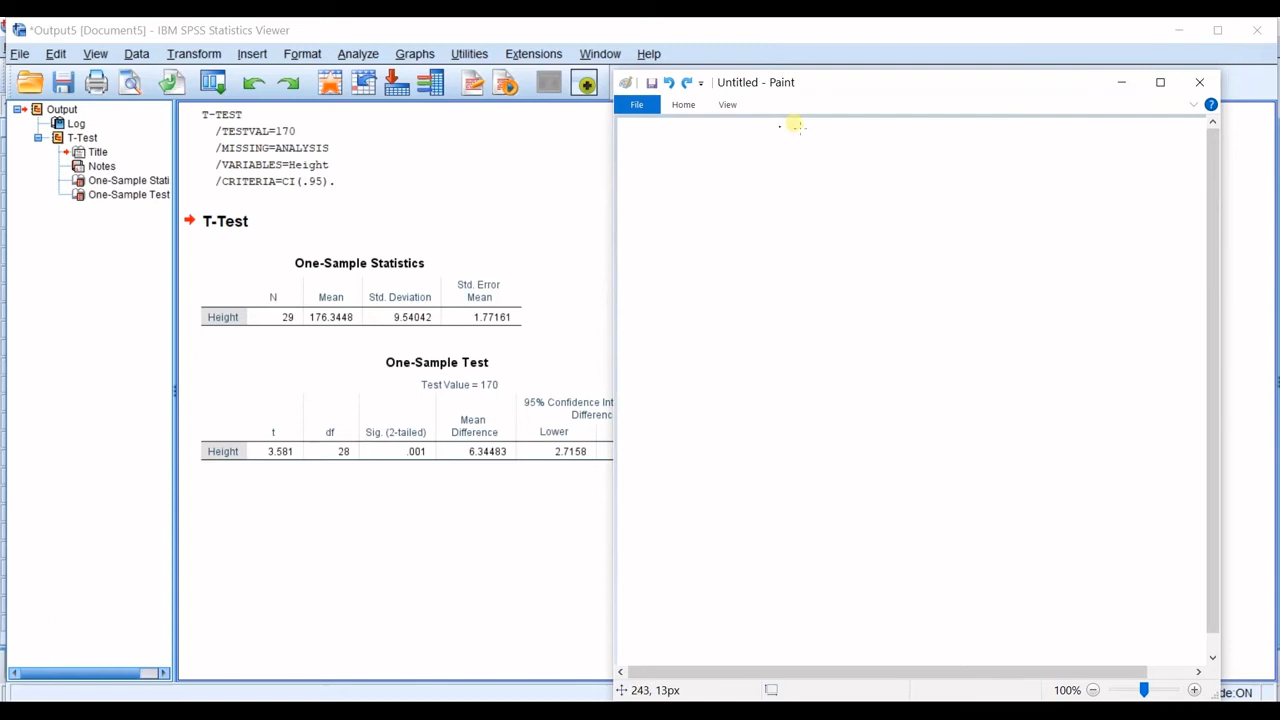 *Output5 [Document5] - IBM SPSS Statistics Viewer
File Edit View Data Transform Insert Format Analyze Graphs Utilities Extensions Window Help
Output
Log
T-Test
Title
Notes
One-Sample Stati
One-Sample Test
T-TEST
/TESTVAL=170
/MISSING=ANALYSIS
/VARIABLES=Height
/CRITERIA=CI(.95).
T-Test
One-Sample Statistics
N Mean Std. Deviation Std. Error Mean
Height 29 176.3448 9.54042 1.77161
One-Sample Test
Test Value = 170
95% Confidence Int
Differenc
t df Sig. (2-tailed) Mean Difference Lower
Height 3.581 28 .001 6.34483 2.7158
Untitled - Paint
File Home View
243, 13px
100%
de:ON